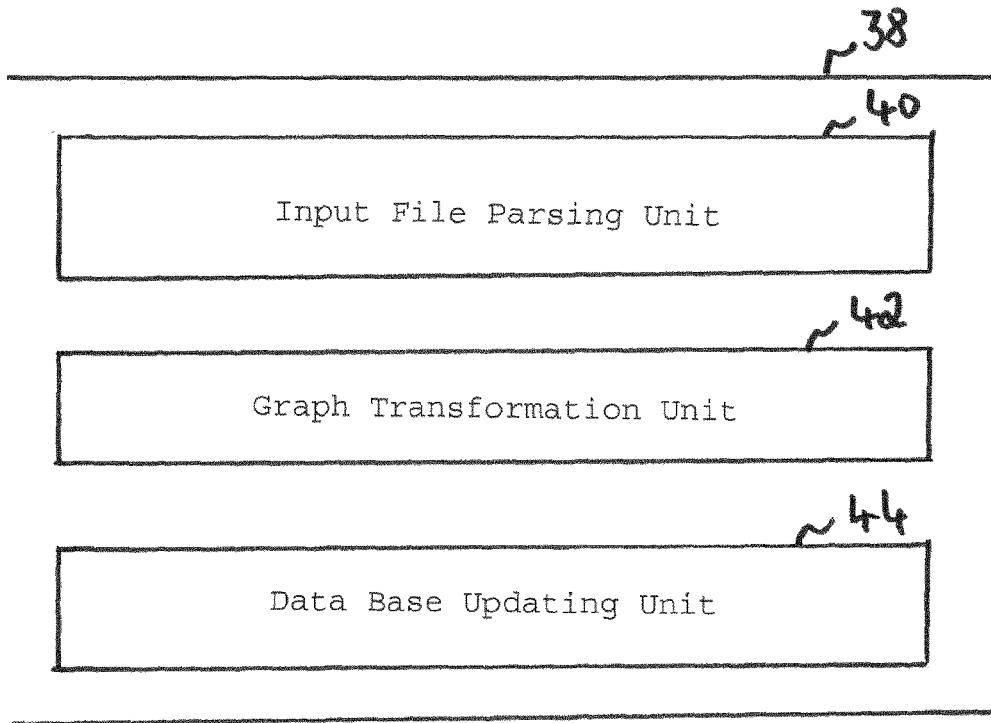 38
40
Input File Parsing Unit
42
Graph Transformation Unit
44
Data Base Updating Unit